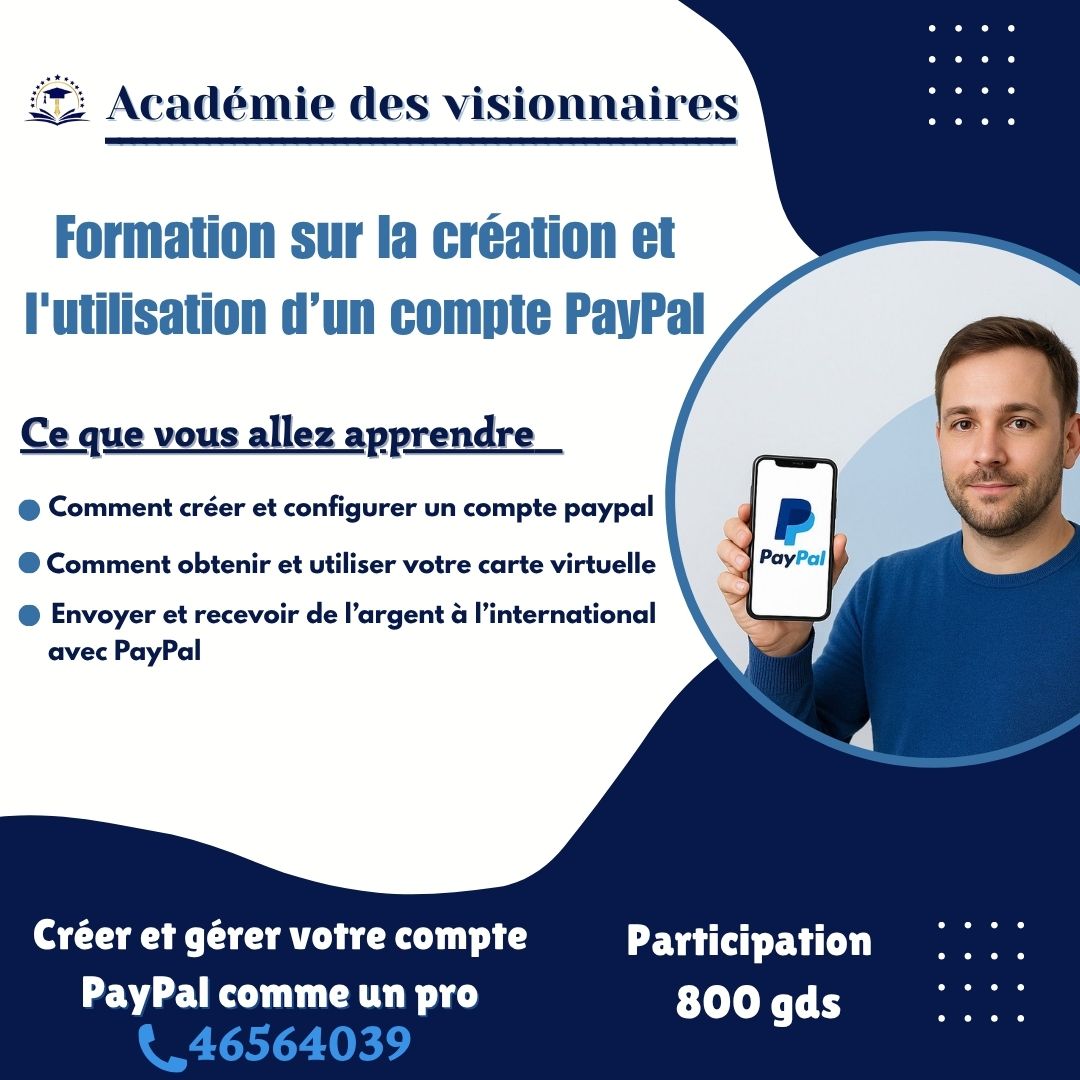 Académie des visionnaires
Formation sur la création et
l'utilisation d’un compte PayPal
Ce que vous allez apprendre
Comment créer et configurer un compte paypal
Comment obtenir et utiliser votre carte virtuelle
Envoyer et recevoir de l’argent à l’international
avec PayPal
PayPal
Créer et gérer votre compte
PayPal comme un pro
46564039
Participation
800 gds